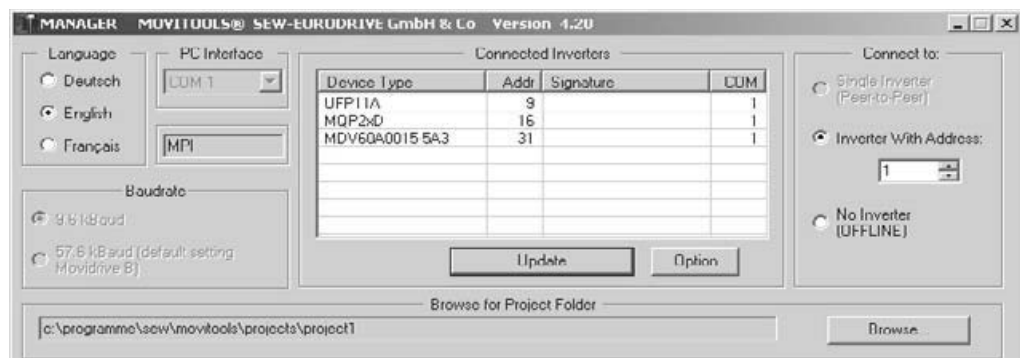 MANAGER MOVITOOLS® SEW-EURODRIVE GmbH & Co Version 4.20
Language
Deutsch
English
Français
PC Interface
COM 1
MPI
Baudrate
9.6 kBaud
57.6 kBaud (default setting
Movidrive B)
Connected Inverters
Device Type Addr Signature COM
UFP11A 9 1
MQP2xD 16 1
MDV60A0015 5A3 31 1
Update
Option
Connect to:
Single Inverter
(Peer-to-Peer)
Inverter With Address:
1
No Inverter
(OFFLINE)
Browse for Project Folder
c:\programme\sew\movitools\projects\project1
Browse...